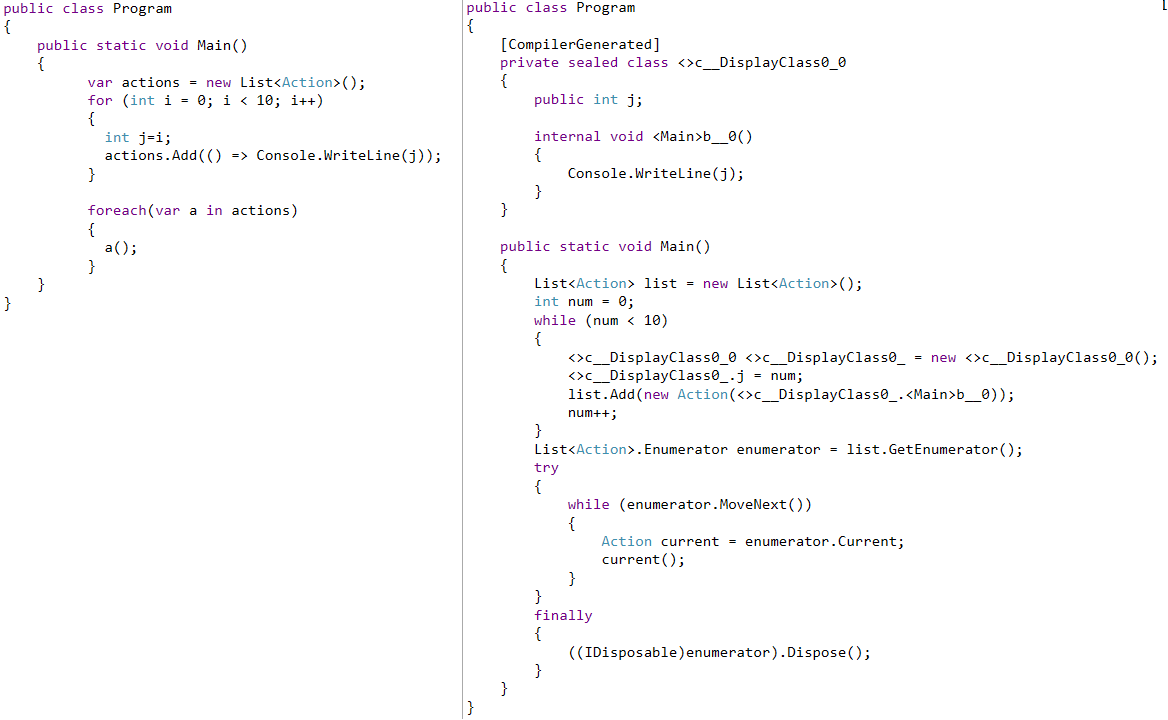 public class Program
{
    public static void Main()
    {
          var actions = new List<Action>();
          for (int i = 0; i < 10; i++)
          {
            int j=i;
            actions.Add(() => Console.WriteLine(j));
          }

          foreach(var a in actions)
          {
            a();
          }
    }
}
public class Program
{
    [CompilerGenerated]
    private sealed class <>c__DisplayClass0_0
    {
        public int j;

        internal void <Main>b__0()
        {
            Console.WriteLine(j);
        }
    }

    public static void Main()
    {
        List<Action> list = new List<Action>();
        int num = 0;
        while (num < 10)
        {
            <>c__DisplayClass0_0 <>c__DisplayClass0_ = new <>c__DisplayClass0_0();
            <>c__DisplayClass0_.j = num;
            list.Add(new Action(<>c__DisplayClass0_.<Main>b__0));
            num++;
        }
        List<Action>.Enumerator enumerator = list.GetEnumerator();
        try
        {
            while (enumerator.MoveNext())
            {
                Action current = enumerator.Current;
                current();
            }
        }
        finally
        {
            ((IDisposable)enumerator).Dispose();
        }
    }
}